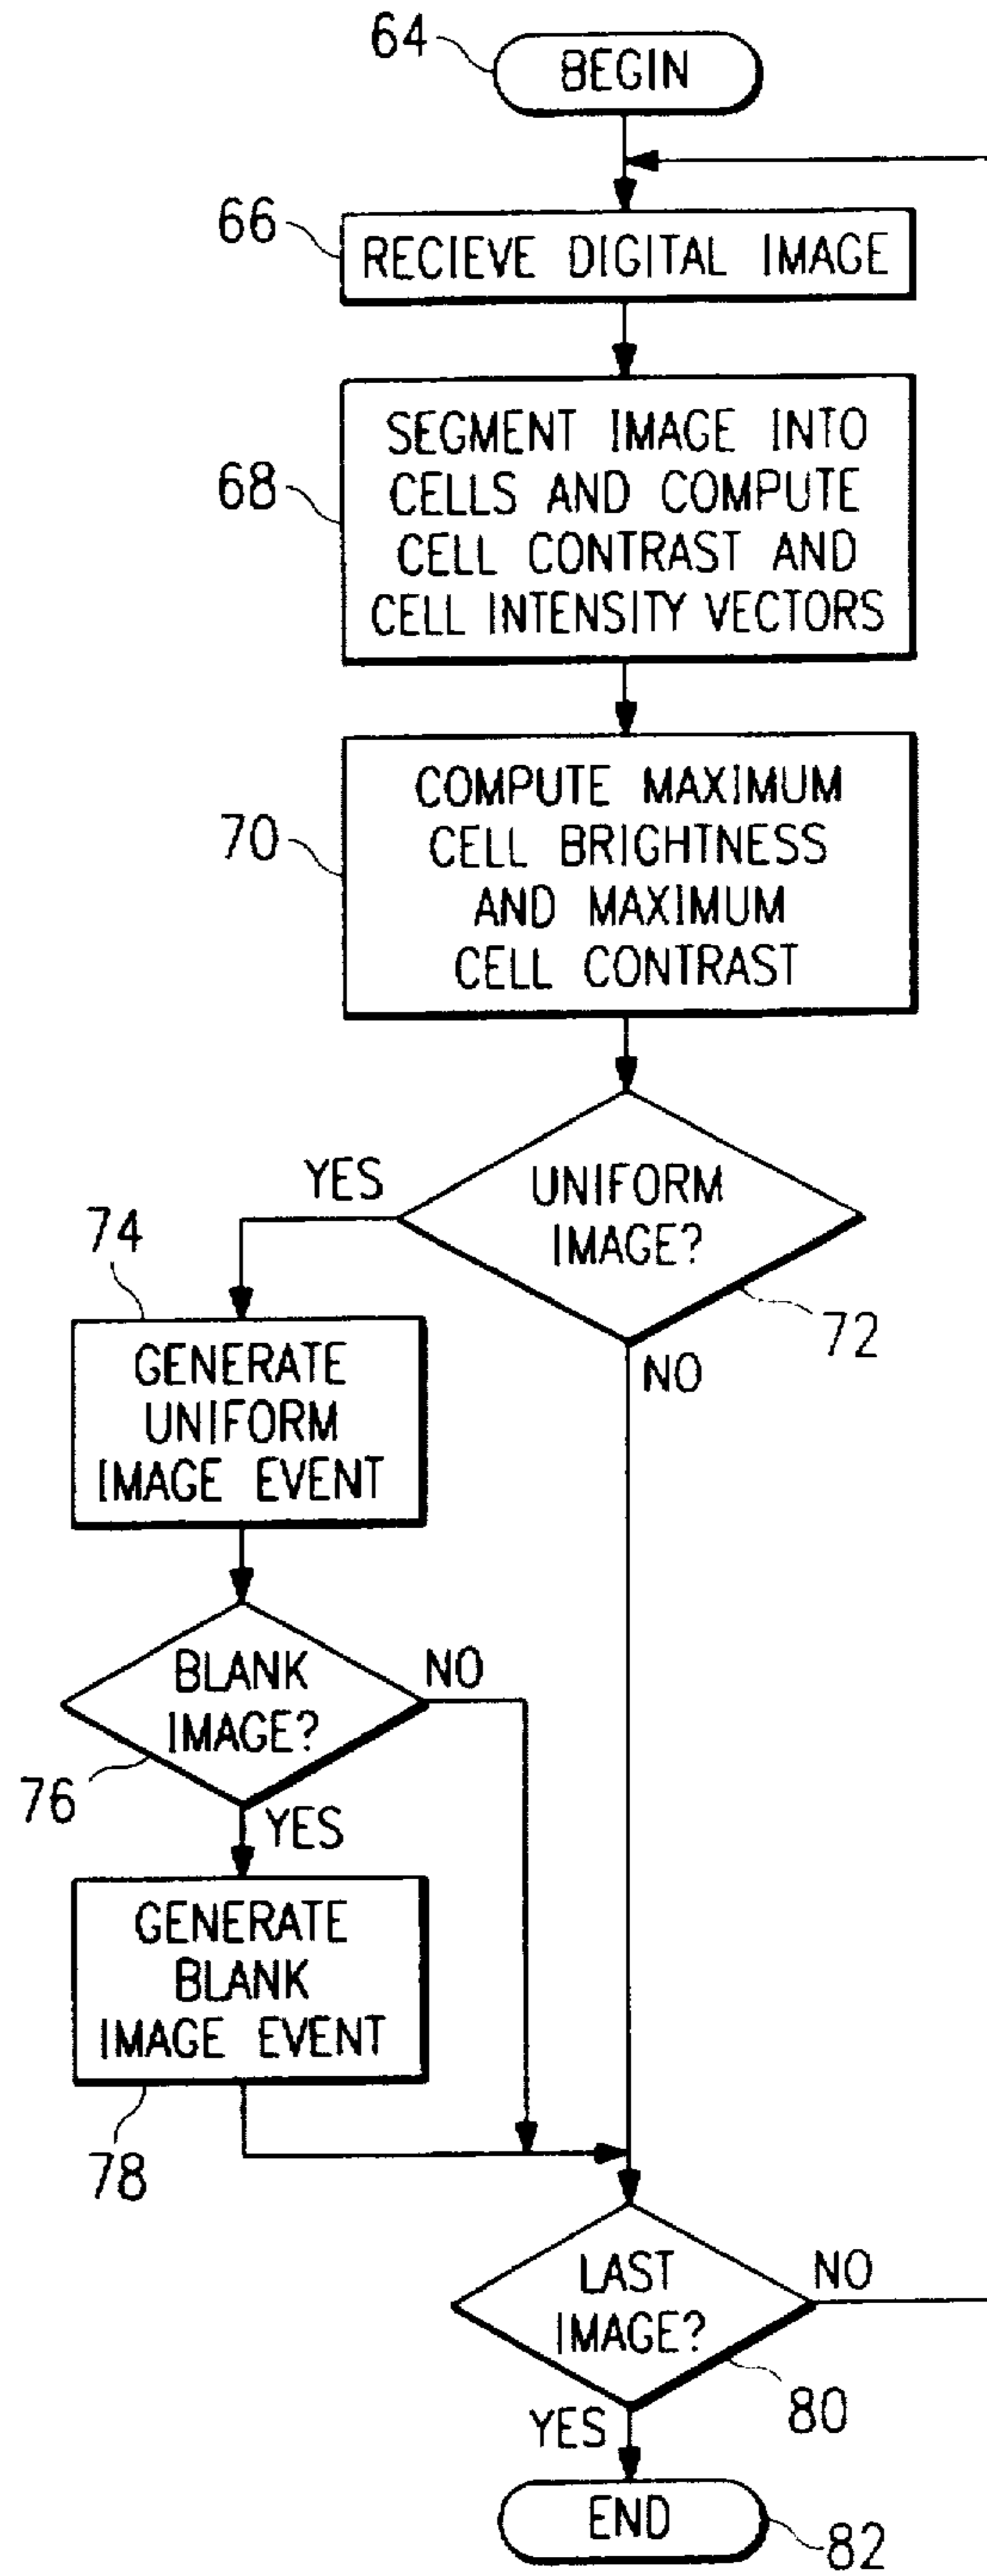 64
BEGIN
66
RECIEVE DIGITAL IMAGE
68
SEGMENT IMAGE INTO
CELLS AND COMPUTE
CELL CONTRAST AND
CELL INTENSITY VECTORS
70
COMPUTE MAXIMUM
CELL BRIGHTNESS
AND MAXIMUM
CELL CONTRAST
YES
UNIFORM
IMAGE?
72
NO
74
GENERATE
UNIFORM
IMAGE EVENT
BLANK
IMAGE?
NO
76
YES
GENERATE
BLANK
IMAGE EVENT
78
LAST
IMAGE?
NO
80
YES
END
82